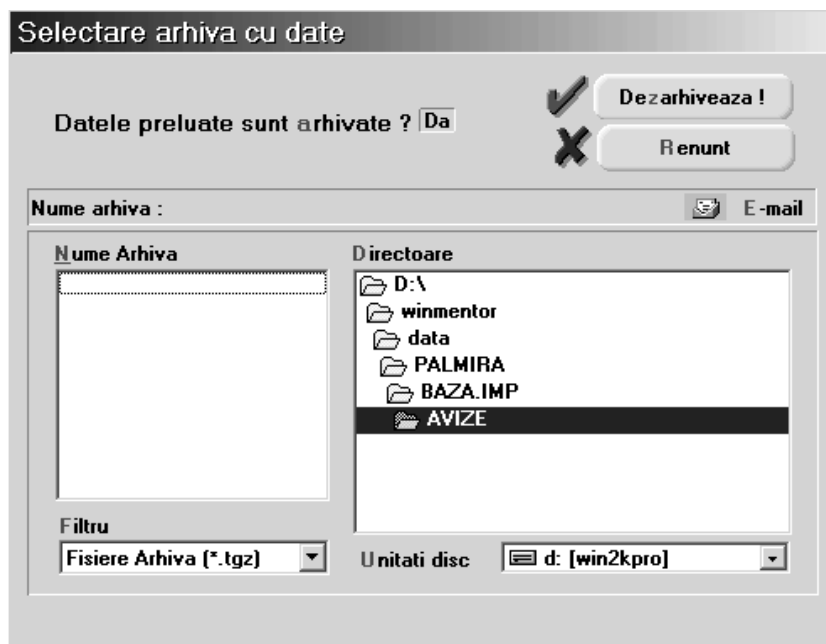 Selectare arhiva cu date
Datele preluate sunt arhivate ? Da
Dezarhiveaza !
Renunt
Nume arhiva :
E-mail
Nume Arhiva
Directoare
D:\
winmentor
data
PALMIRA
BAZA.IMP
AVIZE
Filtru
Fisiere Arhiva (*.tgz)
Unitati disc
d: [win2kpro]